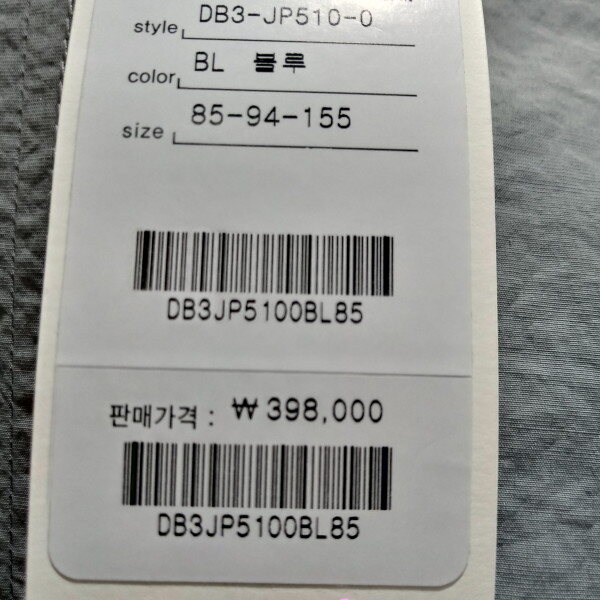 style DB3-JP510-0
color BL 블루
size 85-94-155
DB3JP5100BL85
판매가격 : ₩ 398,000
DB3JP5100BL85